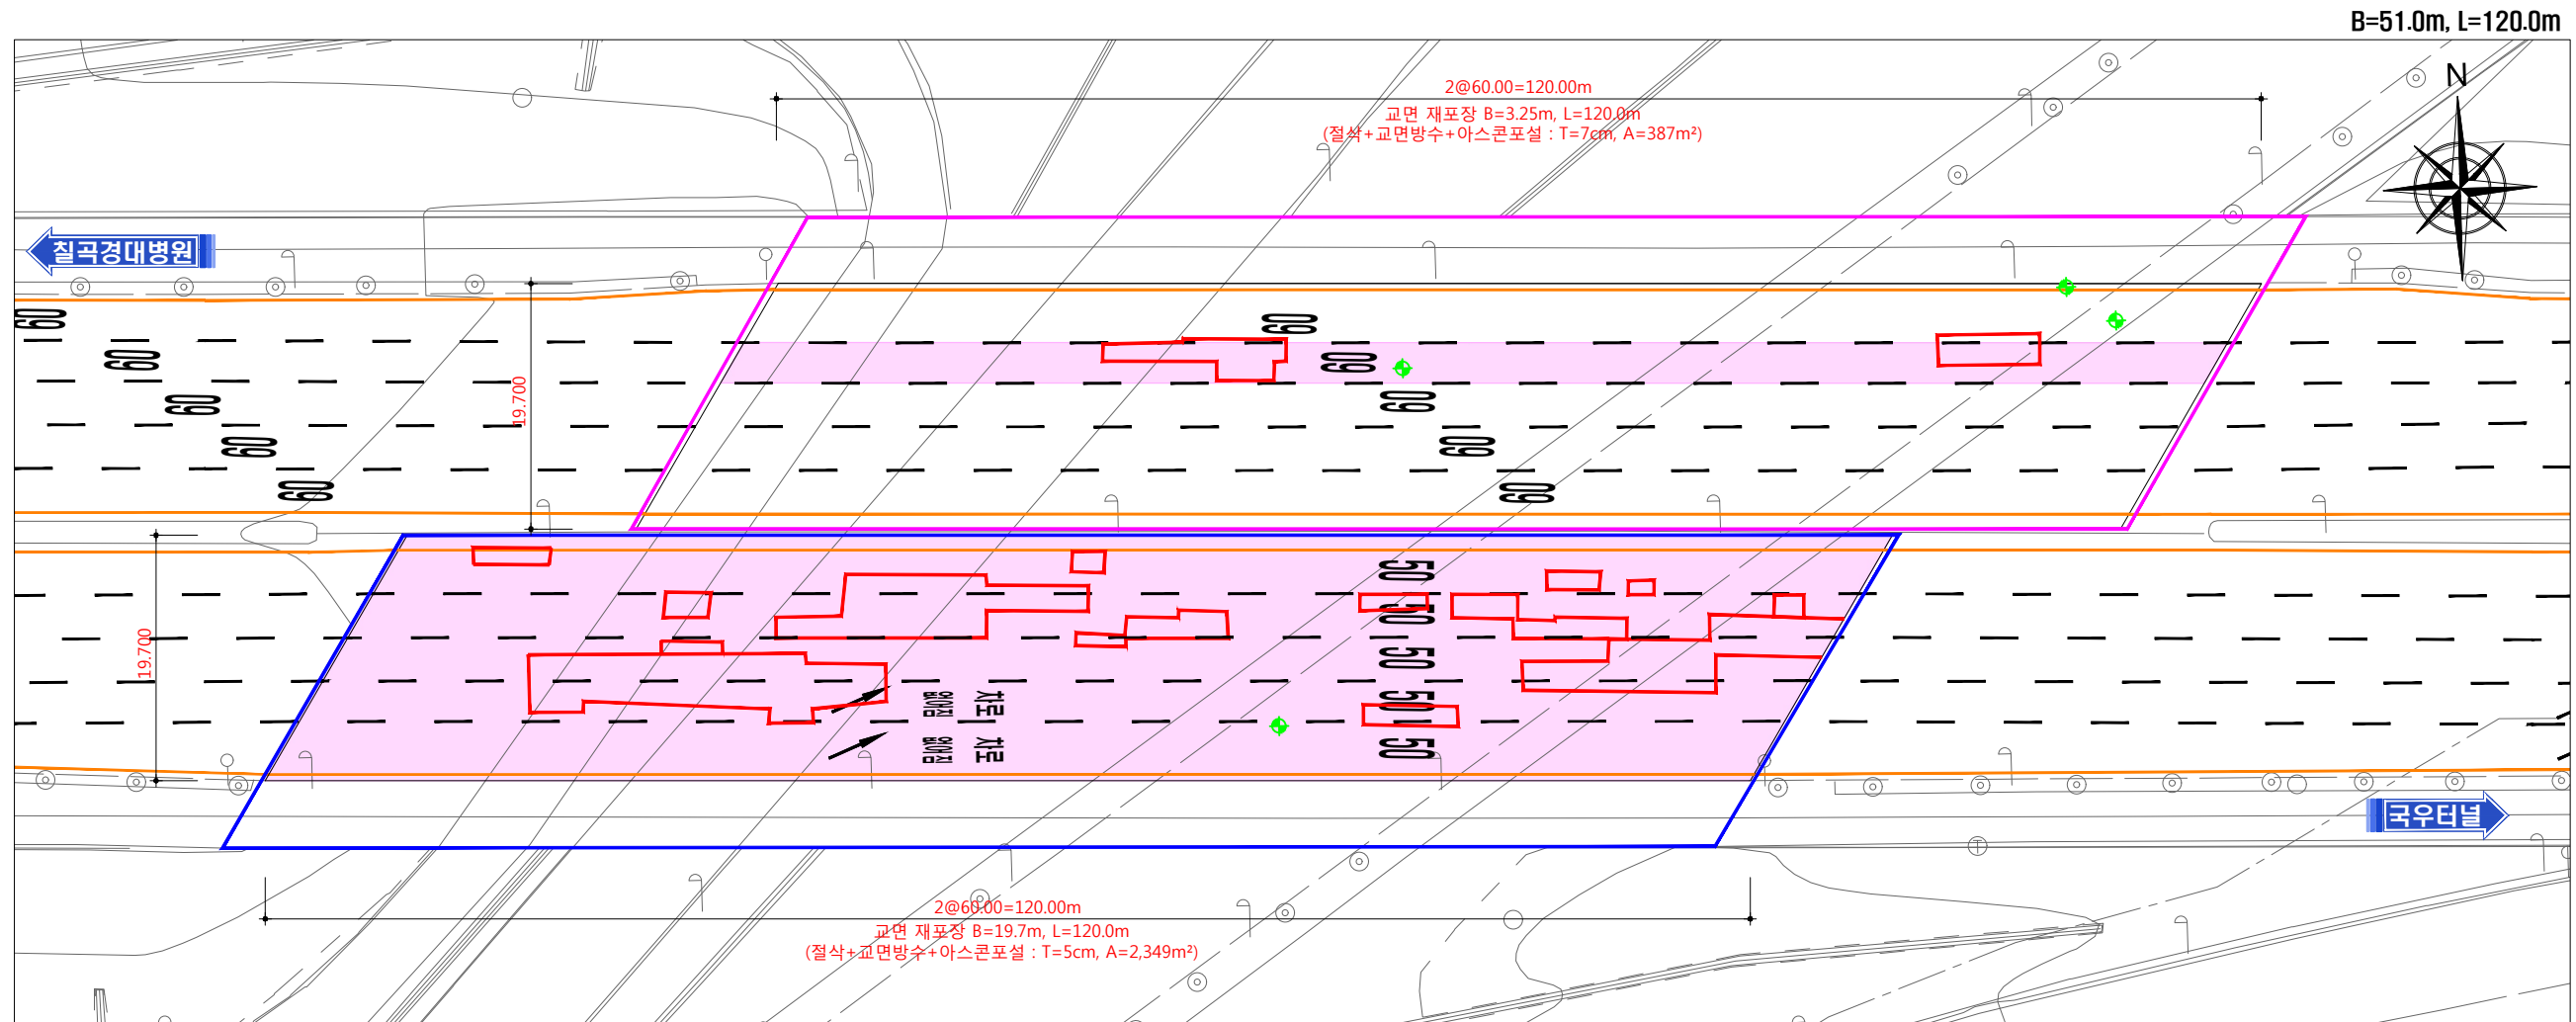 B=51.0m, L=120.0m
2@60.00=120.00m
교면 재포장 B=3.25m, L=120.0m
(절삭+교면방수+아스콘포설 : T=7cm, A=387m²)
N
칠곡경대병원
60
60
60
60
60
60
60
60
60
60
19.700
19.700
50
50
50
50
50
차로
없어짐
차로
없어짐
국우터널
2@60.00=120.00m
교면 재포장 B=19.7m, L=120.0m
(절삭+교면방수+아스콘포설 : T=5cm, A=2,349m²)
T